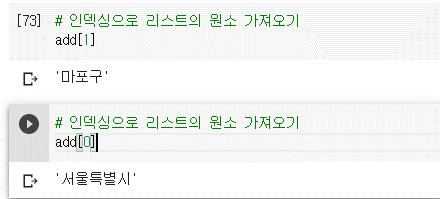 [73] # 인덱싱으로 리스트의 원소 가져오기
add[1]
'마포구'
# 인덱싱으로 리스트의 원소 가져오기
add[0]
'서울특별시'